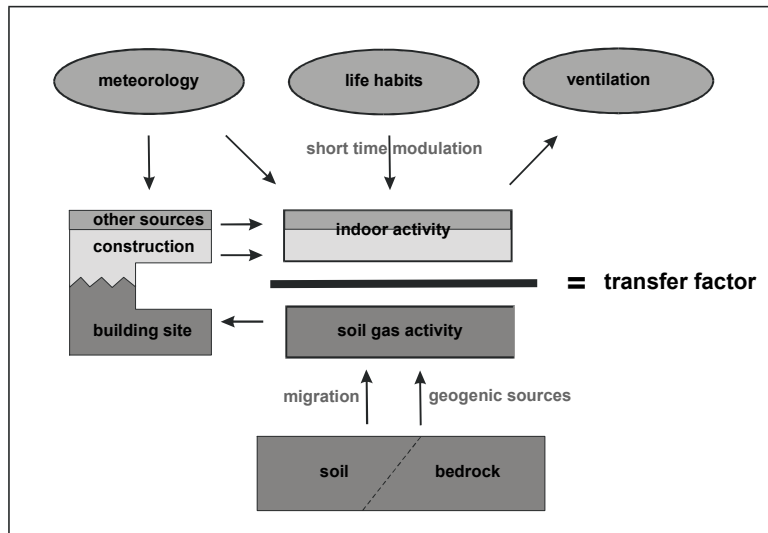 meteorology
life habits
ventilation
short time modulation
other sources
construction
indoor activity
= transfer factor
building site
soil gas activity
migration
geogenic sources
soil
bedrock